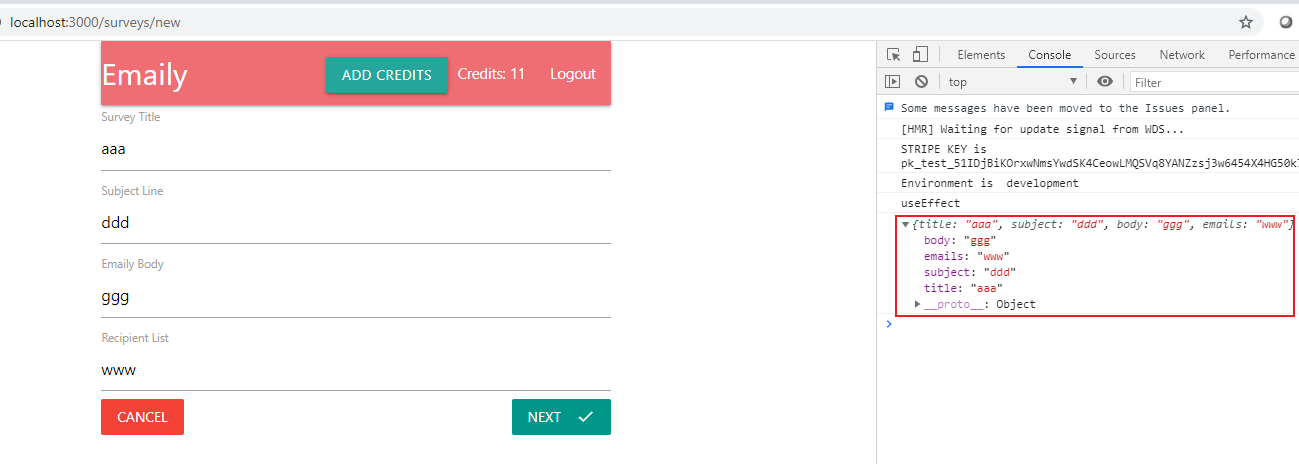 localhost:3000/surveys/new
Emaily
ADD CREDITS
Credits: 11
Logout
Survey Title
aaa
Subject Line
ddd
Emaily Body
ggg
Recipient List
www
CANCEL
NEXT
Elements Console Sources Network Performance
top
Filter
Some messages have been moved to the Issues panel.
[HMR] Waiting for update signal from WDS...
STRIPE KEY is
pk_test_51IDjBiKOrxwNmsYwdSK4CeowLMQSVq8YANZzsj3w6454X4HG50k
Environment is development
useEffect
{title: "aaa", subject: "ddd", body: "ggg", emails: "www"}
body: "ggg"
emails: "www"
subject: "ddd"
title: "aaa"
__proto__: Object